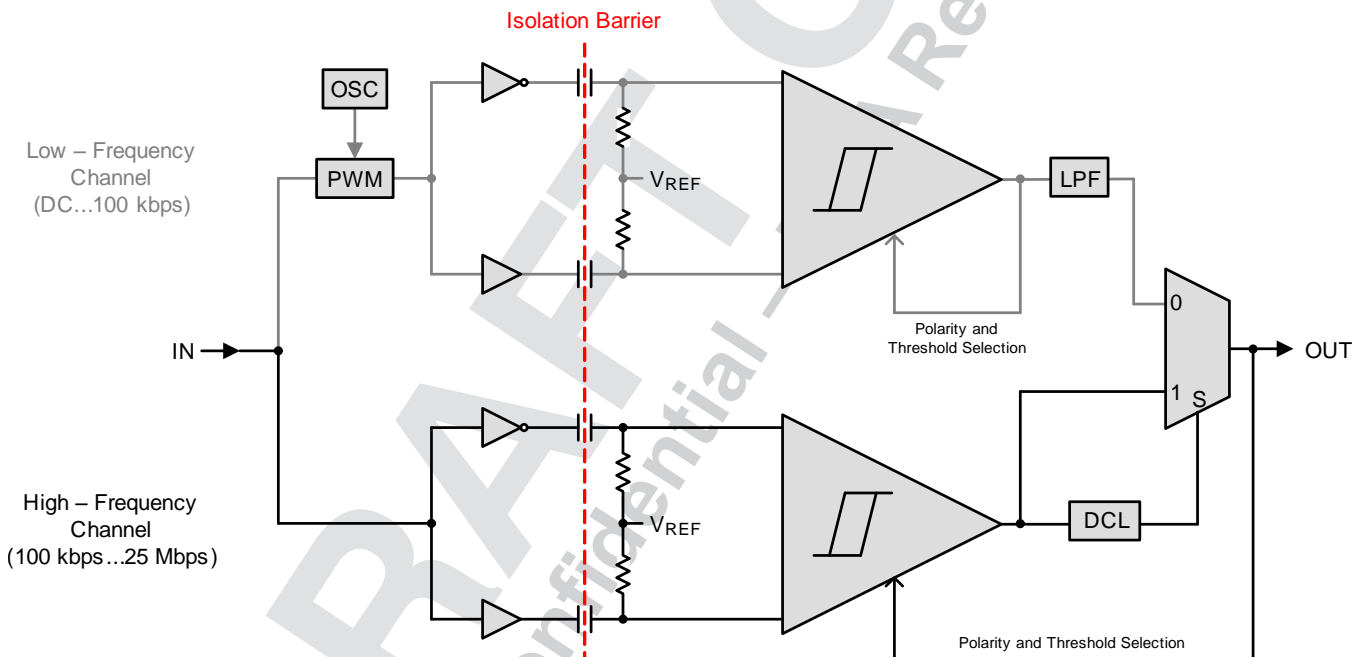 Isolation Barrier
OSC
Low – Frequency
Channel
(DC...100 kbps)
PWM
VREF
LPF
Polarity and
Threshold Selection
0
IN
OUT
1
S
High – Frequency
Channel
(100 kbps...25 Mbps)
VREF
DCL
Polarity and Threshold Selection